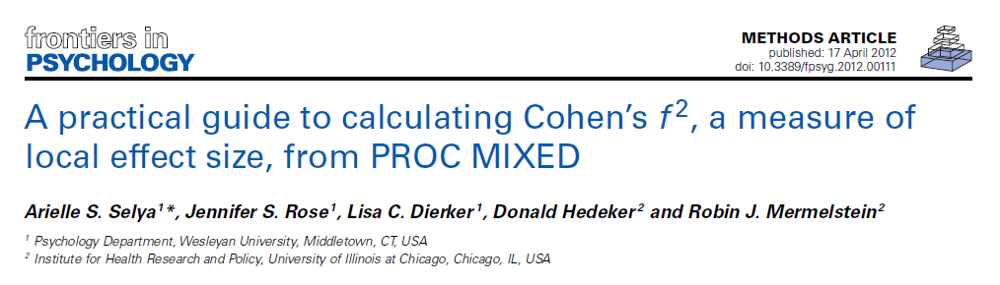 frontiers in
PSYCHOLOGY
METHODS ARTICLE
published: 17 April 2012
doi: 10.3389/fpsyg.2012.00111
A practical guide to calculating Cohen's f ², a measure of
local effect size, from PROC MIXED
Arielle S. Selya¹*, Jennifer S. Rose¹, Lisa C. Dierker¹, Donald Hedeker² and Robin J. Mermelstein²
¹ Psychology Department, Wesleyan University, Middletown, CT, USA
² Institute for Health Research and Policy, University of Illinois at Chicago, Chicago, IL, USA